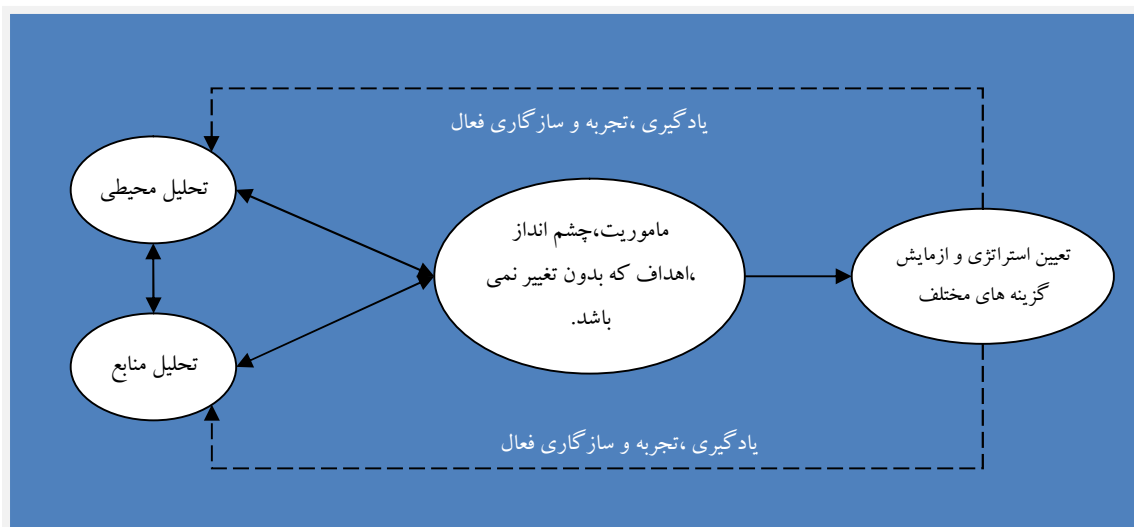 یادگیری ،تجربه و سازگاری فعال
تحلیل محیطی
ماموریت،چشم انداز
،اهداف که بدون تغییر نمی
باشد.
تعیین استراتژی و ازمایش
گزینه های مختلف
تحلیل منابع
یادگیری ،تجربه و سازگاری فعال